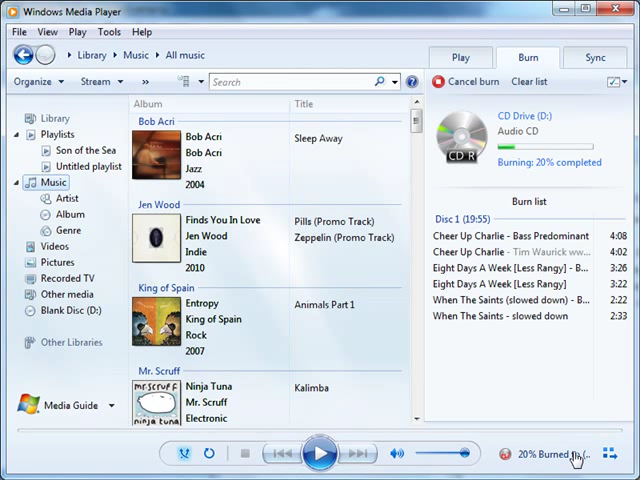 Windows Media Player
File View Play Tools Help
Library Music All music
Play Burn Sync
Organize Stream » Search
Cancel burn Clear list
Library
Playlists
Son of the Sea
Untitled playlist
Music
Artist
Album
Genre
Videos
Pictures
Recorded TV
Other media
Blank Disc (D:)
Other Libraries
Media Guide
Album Title
Bob Acri
Bob Acri Sleep Away
Bob Acri
Jazz
2004
Jen Wood
Finds You In Love Pills (Promo Track)
Jen Wood Zeppelin (Promo Track)
Indie
2010
King of Spain
Entropy Animals Part 1
King of Spain
Rock
2007
Mr. Scruff
Ninja Tuna Kalimba
Mr. Scruff
Electronic
mr.scruff
ninja tuna
CD R
CD Drive (D:)
Audio CD
Burning: 20% completed
Burn list
Disc 1 (19:55)
Cheer Up Charlie - Bass Predominant 4:08
Cheer Up Charlie - Tim Waurick ww... 4:02
Eight Days A Week [Less Rangy] - B... 3:26
Eight Days A Week [Less Rangy] 3:22
When The Saints (slowed down) - B... 2:22
When The Saints - slowed down 2:33
20% Burned (..